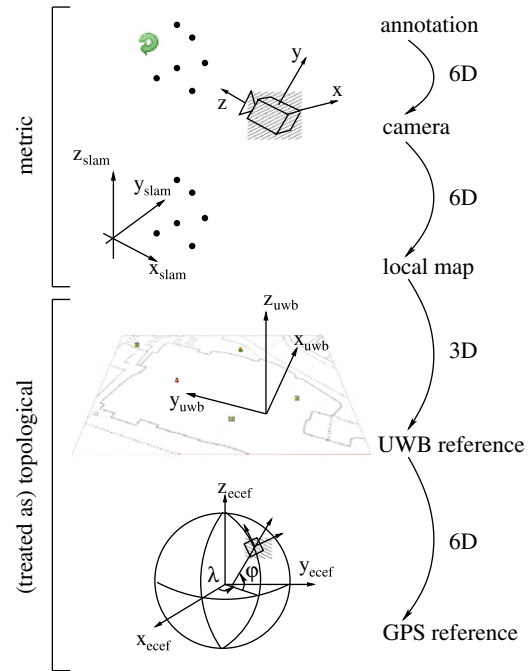 annotation
6D
y
x
z
camera
metric
z_slam
y_slam
x_slam
6D
local map
z_uwb
x_uwb
y_uwb
3D
UWB reference
(treated as) topological
z_ecef
λ
φ
y_ecef
x_ecef
6D
GPS reference